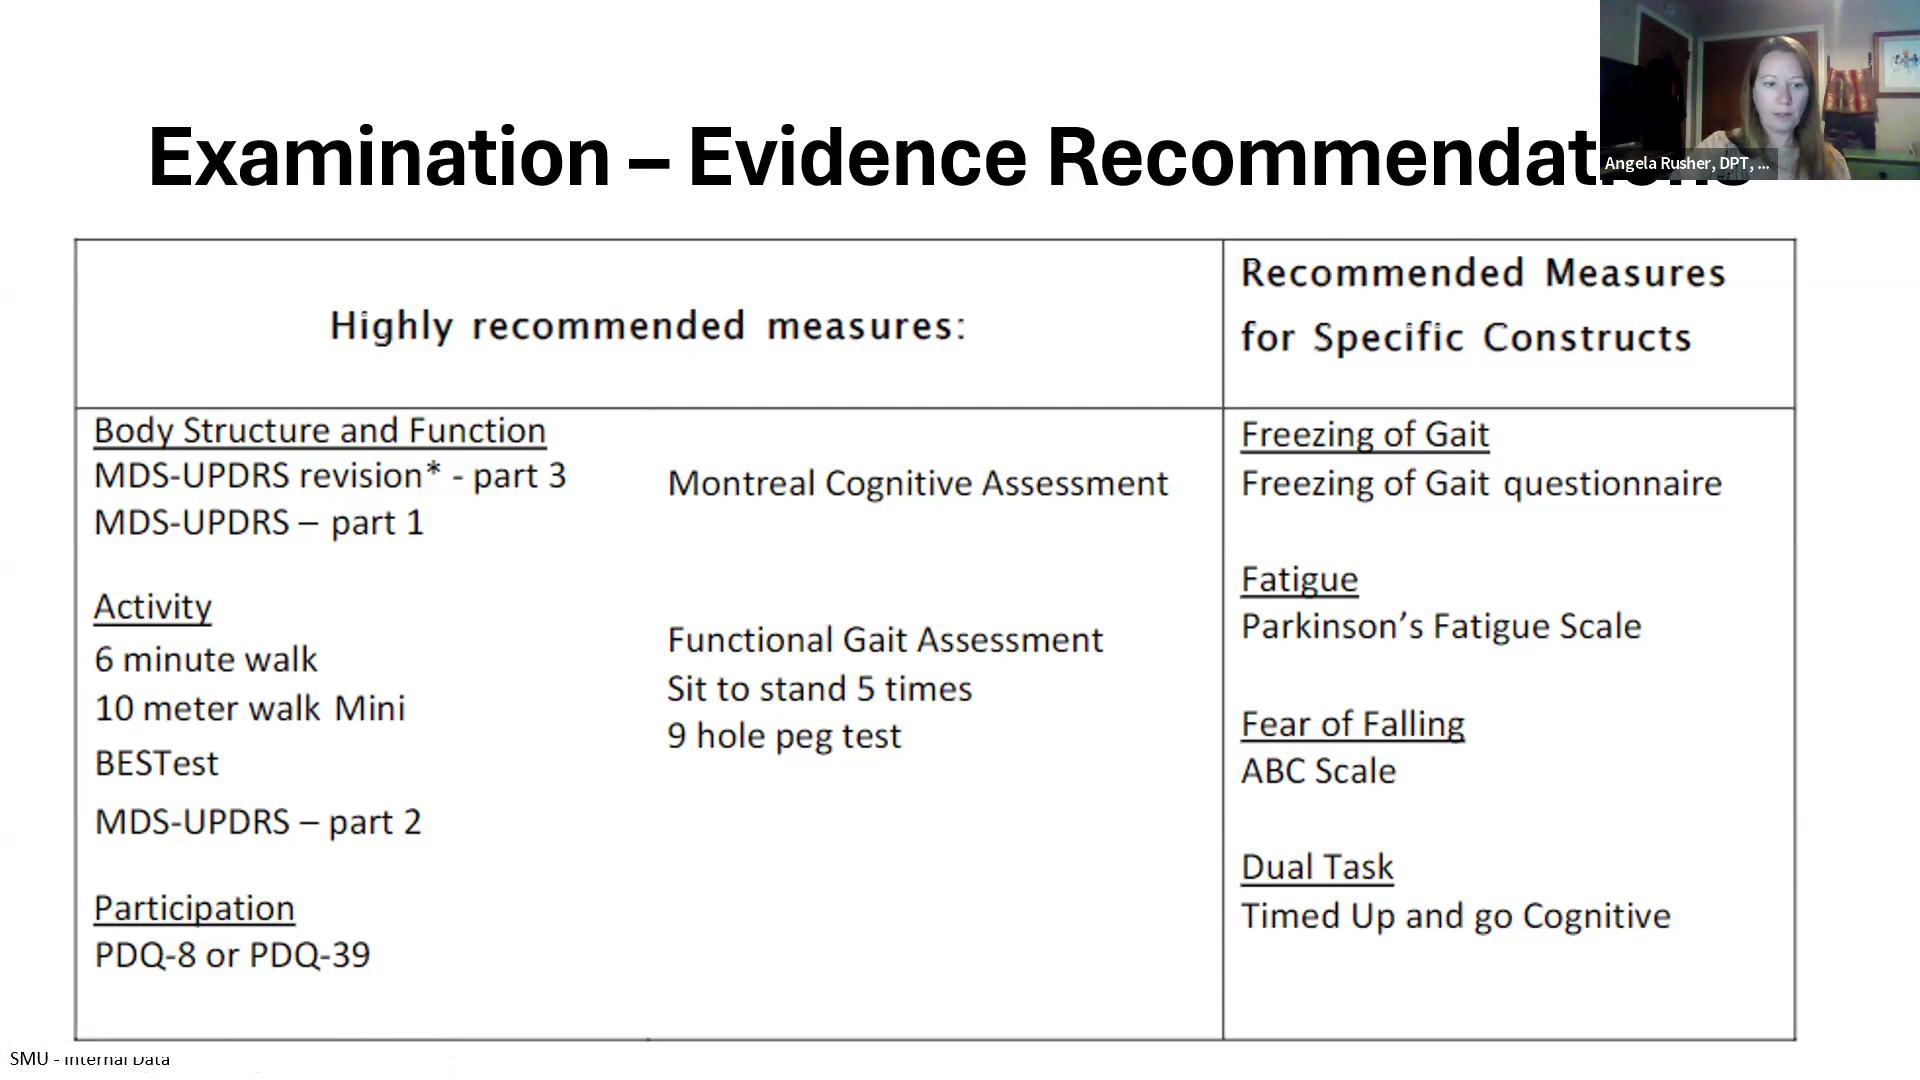 Examination – Evidence Recommendations
Angela Rusher, DPT, ...
Highly recommended measures:
Recommended Measures
for Specific Constructs
Body Structure and Function
MDS-UPDRS revision* - part 3
MDS-UPDRS – part 1
Montreal Cognitive Assessment
Activity
6 minute walk
10 meter walk Mini
BESTest
MDS-UPDRS – part 2
Functional Gait Assessment
Sit to stand 5 times
9 hole peg test
Participation
PDQ-8 or PDQ-39
Freezing of Gait
Freezing of Gait questionnaire
Fatigue
Parkinson’s Fatigue Scale
Fear of Falling
ABC Scale
Dual Task
Timed Up and go Cognitive
SMU - Internal Data